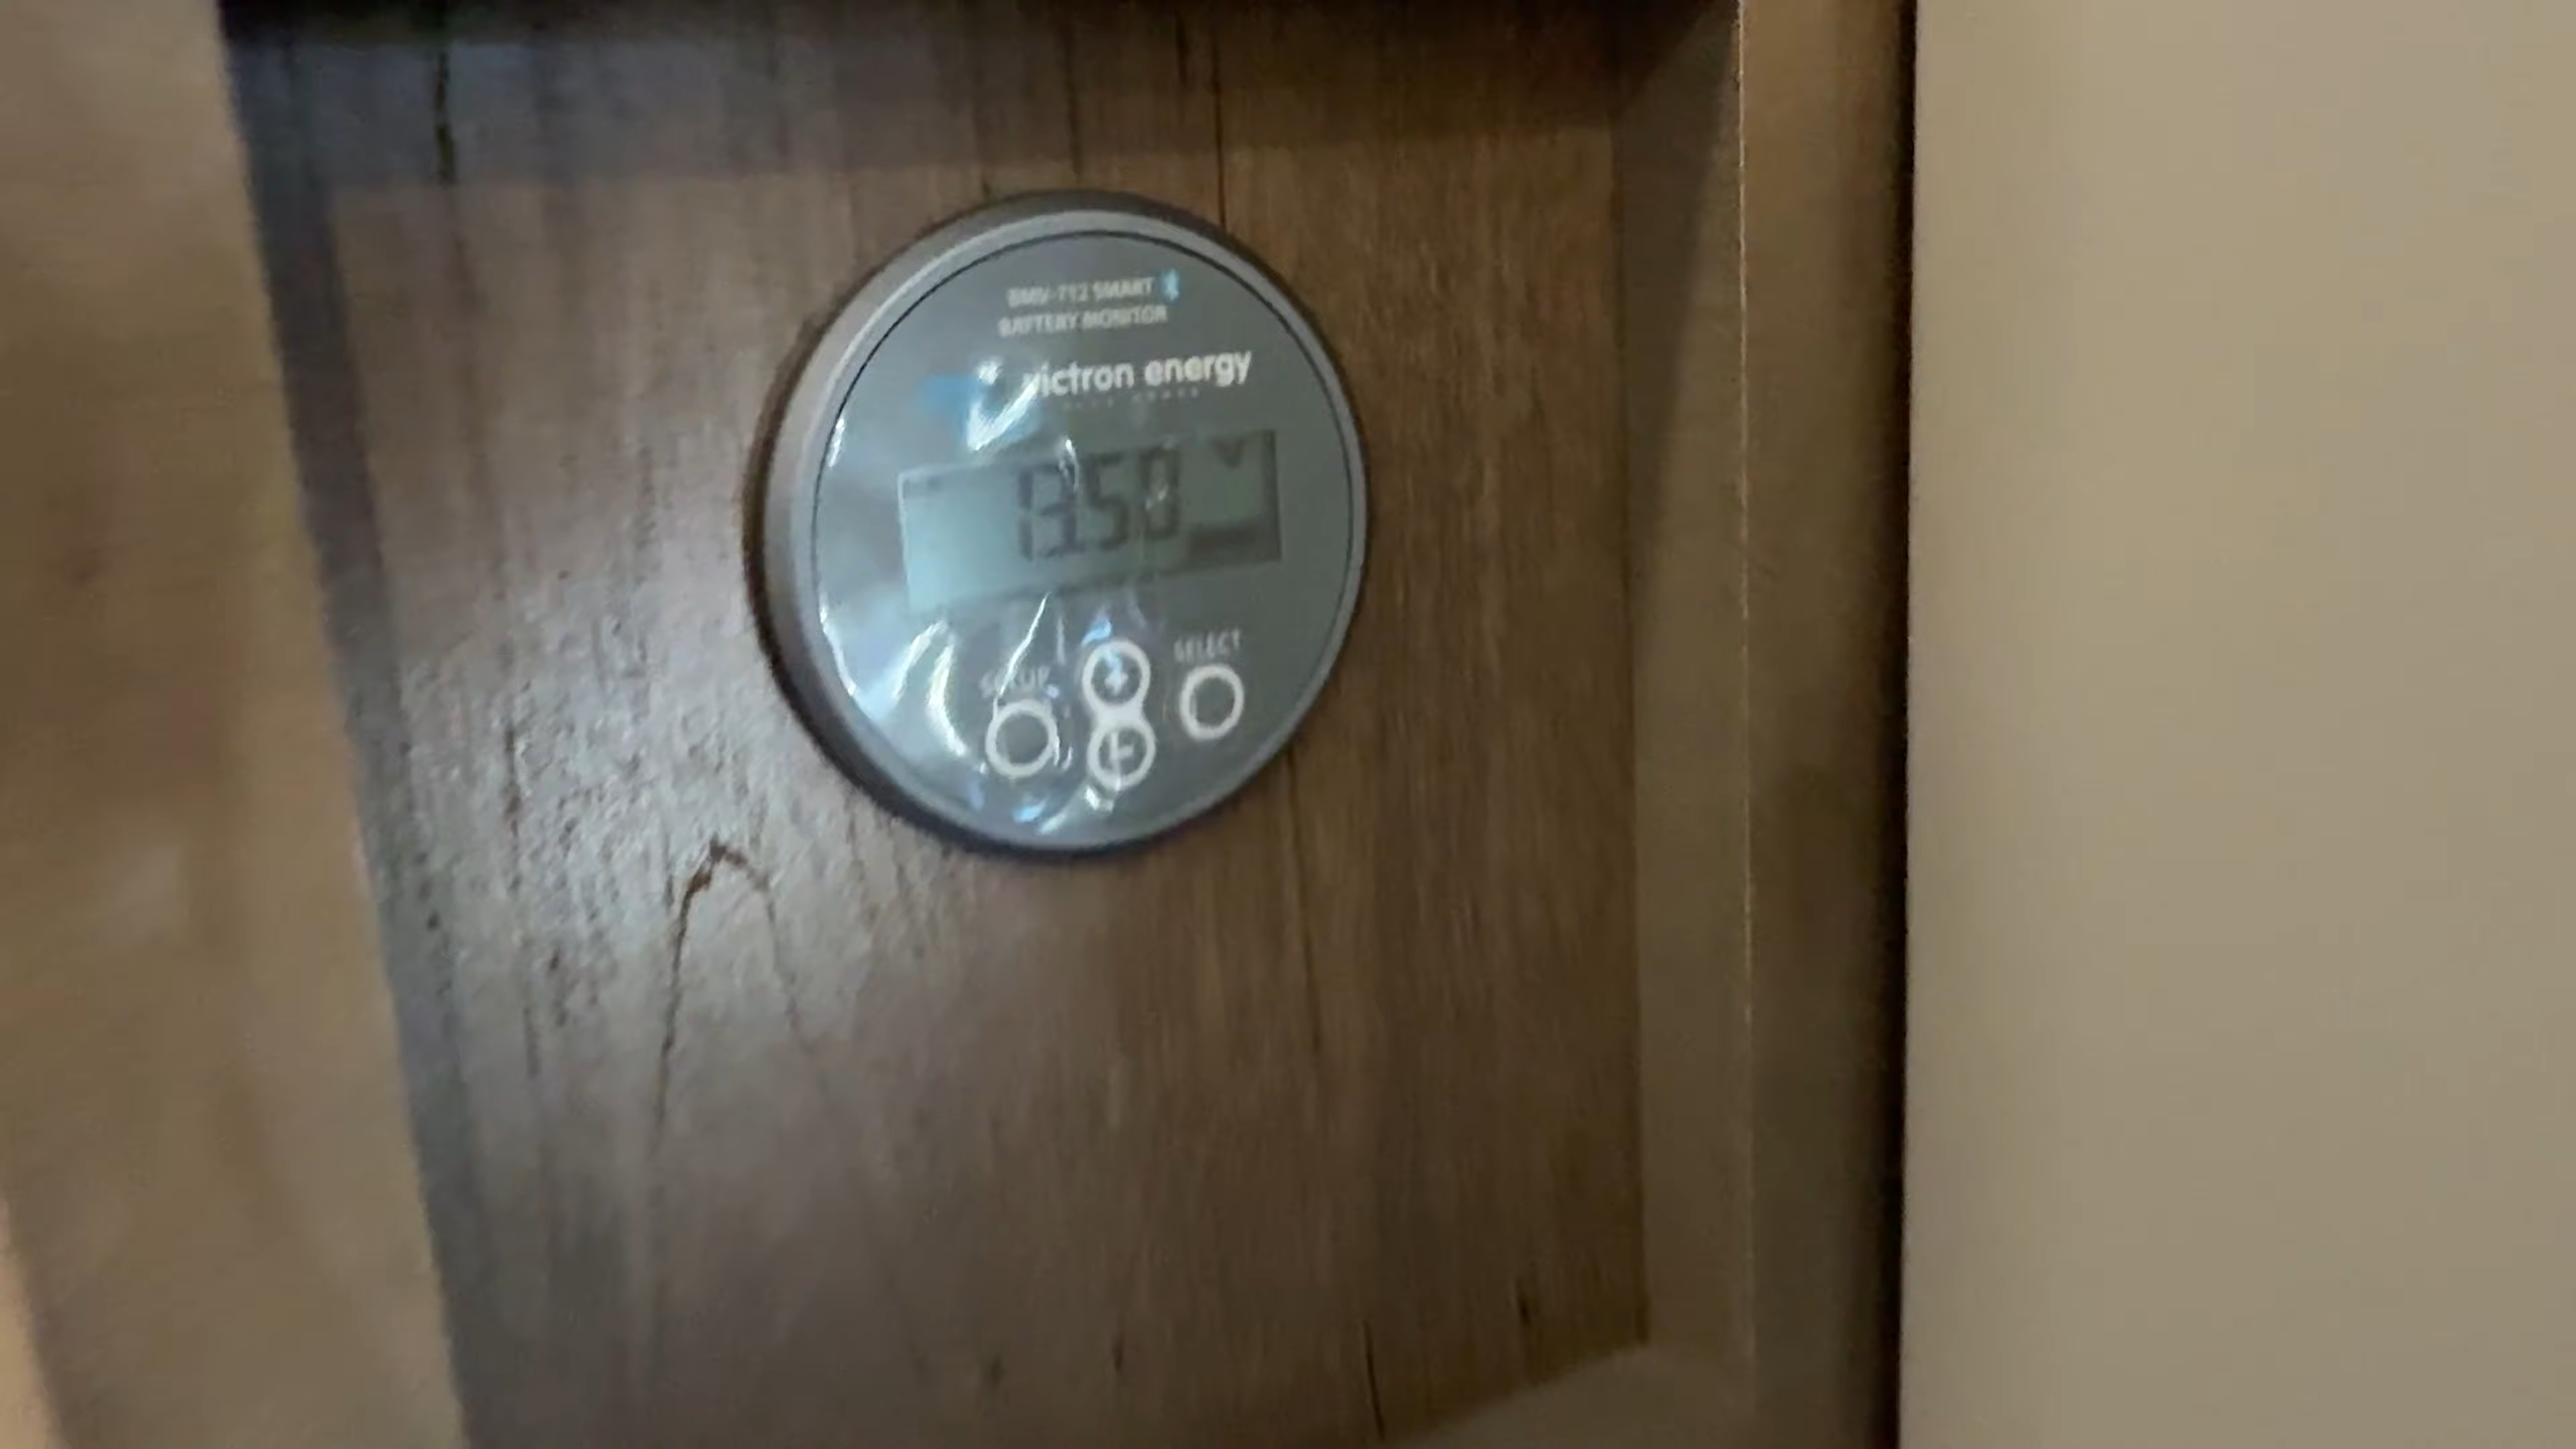 BMV-712 SMART
BATTERY MONITOR
victron energy
13.50 V
SETUP
SELECT
+
-